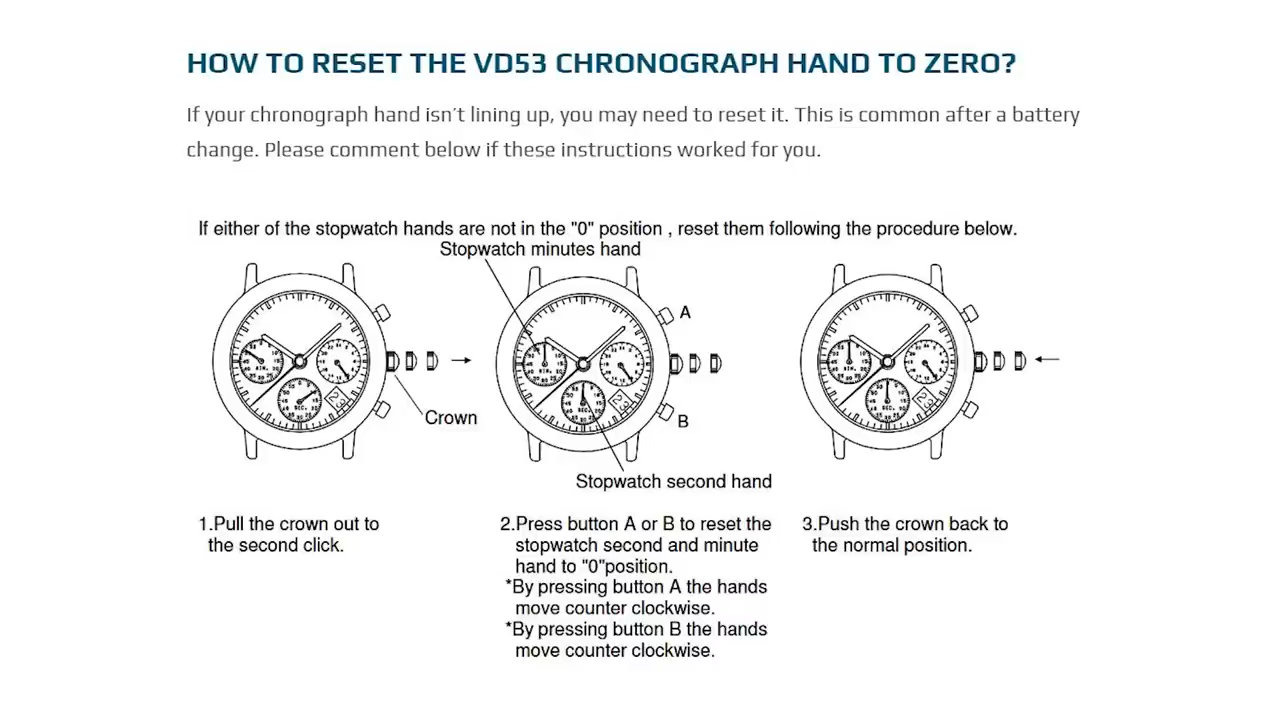 HOW TO RESET THE VD53 CHRONOGRAPH HAND TO ZERO?
If your chronograph hand isn't lining up, you may need to reset it. This is common after a battery
change. Please comment below if these instructions worked for you.
If either of the stopwatch hands are not in the "0" position , reset them following the procedure below.
Stopwatch minutes hand
A
Crown
B
Stopwatch second hand
1.Pull the crown out to
the second click.
2.Press button A or B to reset the
stopwatch second and minute
hand to "0"position.
*By pressing button A the hands
move counter clockwise.
*By pressing button B the hands
move counter clockwise.
3.Push the crown back to
the normal position.